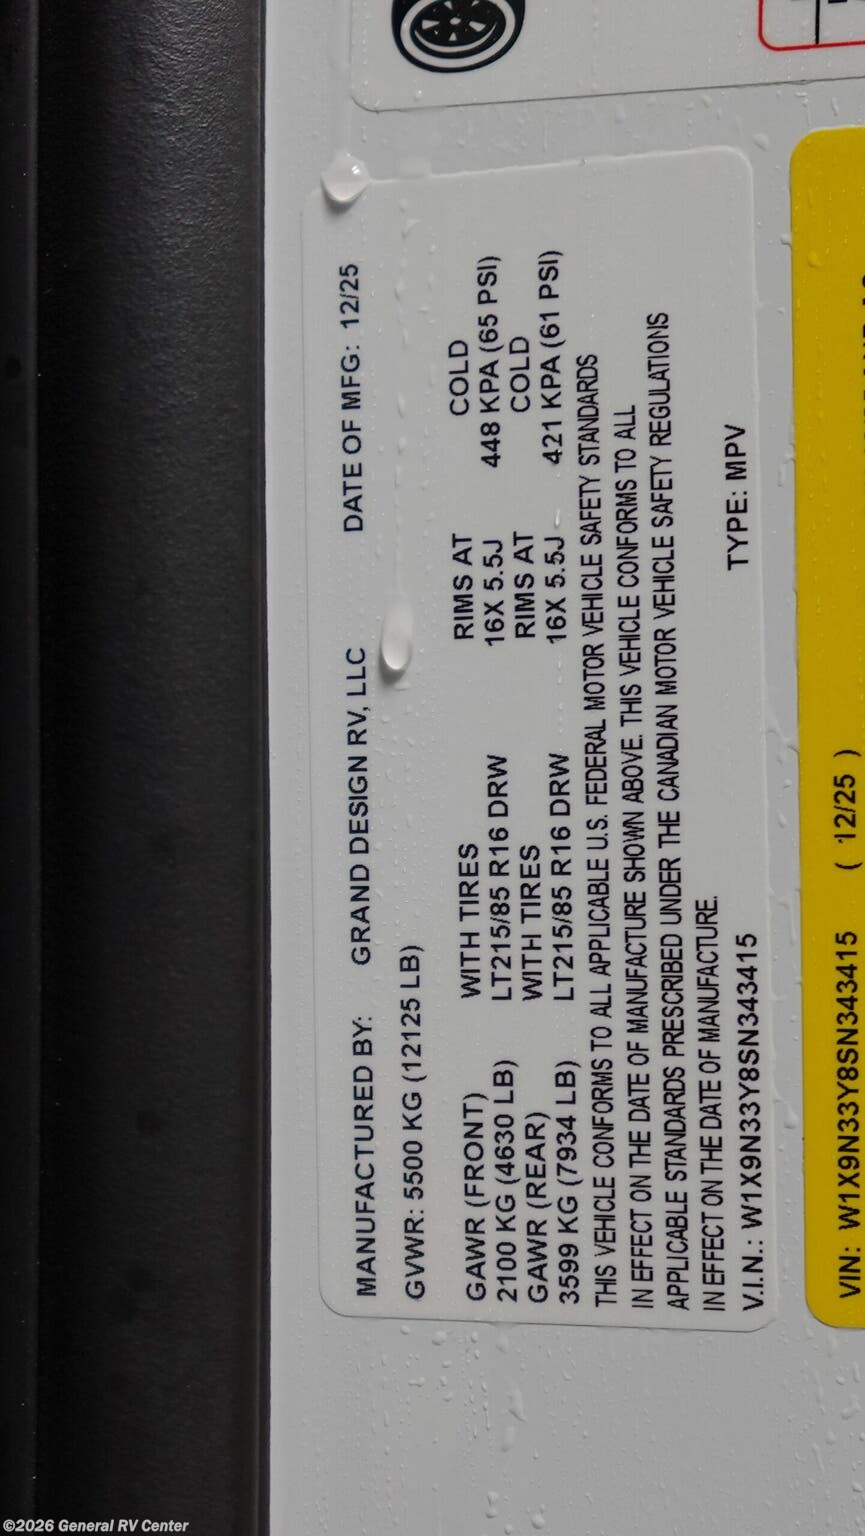 MANUFACTURED BY: GRAND DESIGN RV, LLC DATE OF MFG: 12/25
GVWR: 5500 KG (12125 LB)
GAWR (FRONT) WITH TIRES RIMS AT COLD
2100 KG (4630 LB) LT215/85 R16 DRW 16X 5.5J 448 KPA (65 PSI)
GAWR (REAR) WITH TIRES RIMS AT COLD
3599 KG (7934 LB) LT215/85 R16 DRW 16X 5.5J 421 KPA (61 PSI)
THIS VEHICLE CONFORMS TO ALL APPLICABLE U.S. FEDERAL MOTOR VEHICLE SAFETY STANDARDS
IN EFFECT ON THE DATE OF MANUFACTURE SHOWN ABOVE. THIS VEHICLE CONFORMS TO ALL
APPLICABLE STANDARDS PRESCRIBED UNDER THE CANADIAN MOTOR VEHICLE SAFETY REGULATIONS
IN EFFECT ON THE DATE OF MANUFACTURE.
V.I.N.: W1X9N33Y8SN343415 TYPE: MPV
VIN: W1X9N33Y8SN343415 ( 12/25 )
©2026 General RV Center